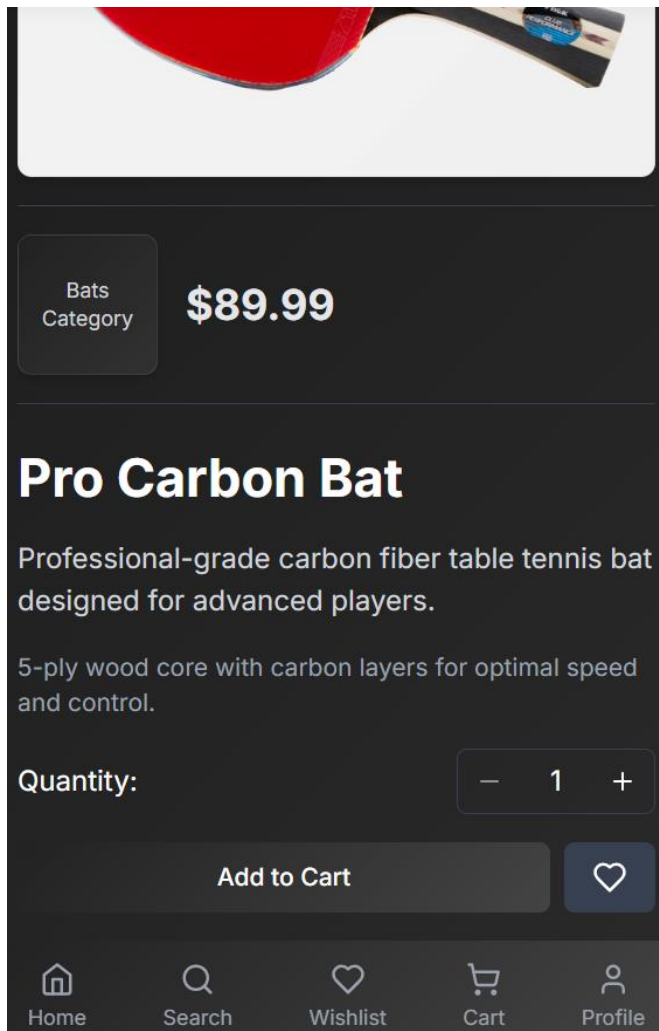 CLUB
PERFORMANCE
Bats
Category
$89.99
Pro Carbon Bat
Professional-grade carbon fiber table tennis bat
designed for advanced players.
5-ply wood core with carbon layers for optimal speed
and control.
Quantity:
1
Add to Cart
Home
Search
Wishlist
Cart
Profile